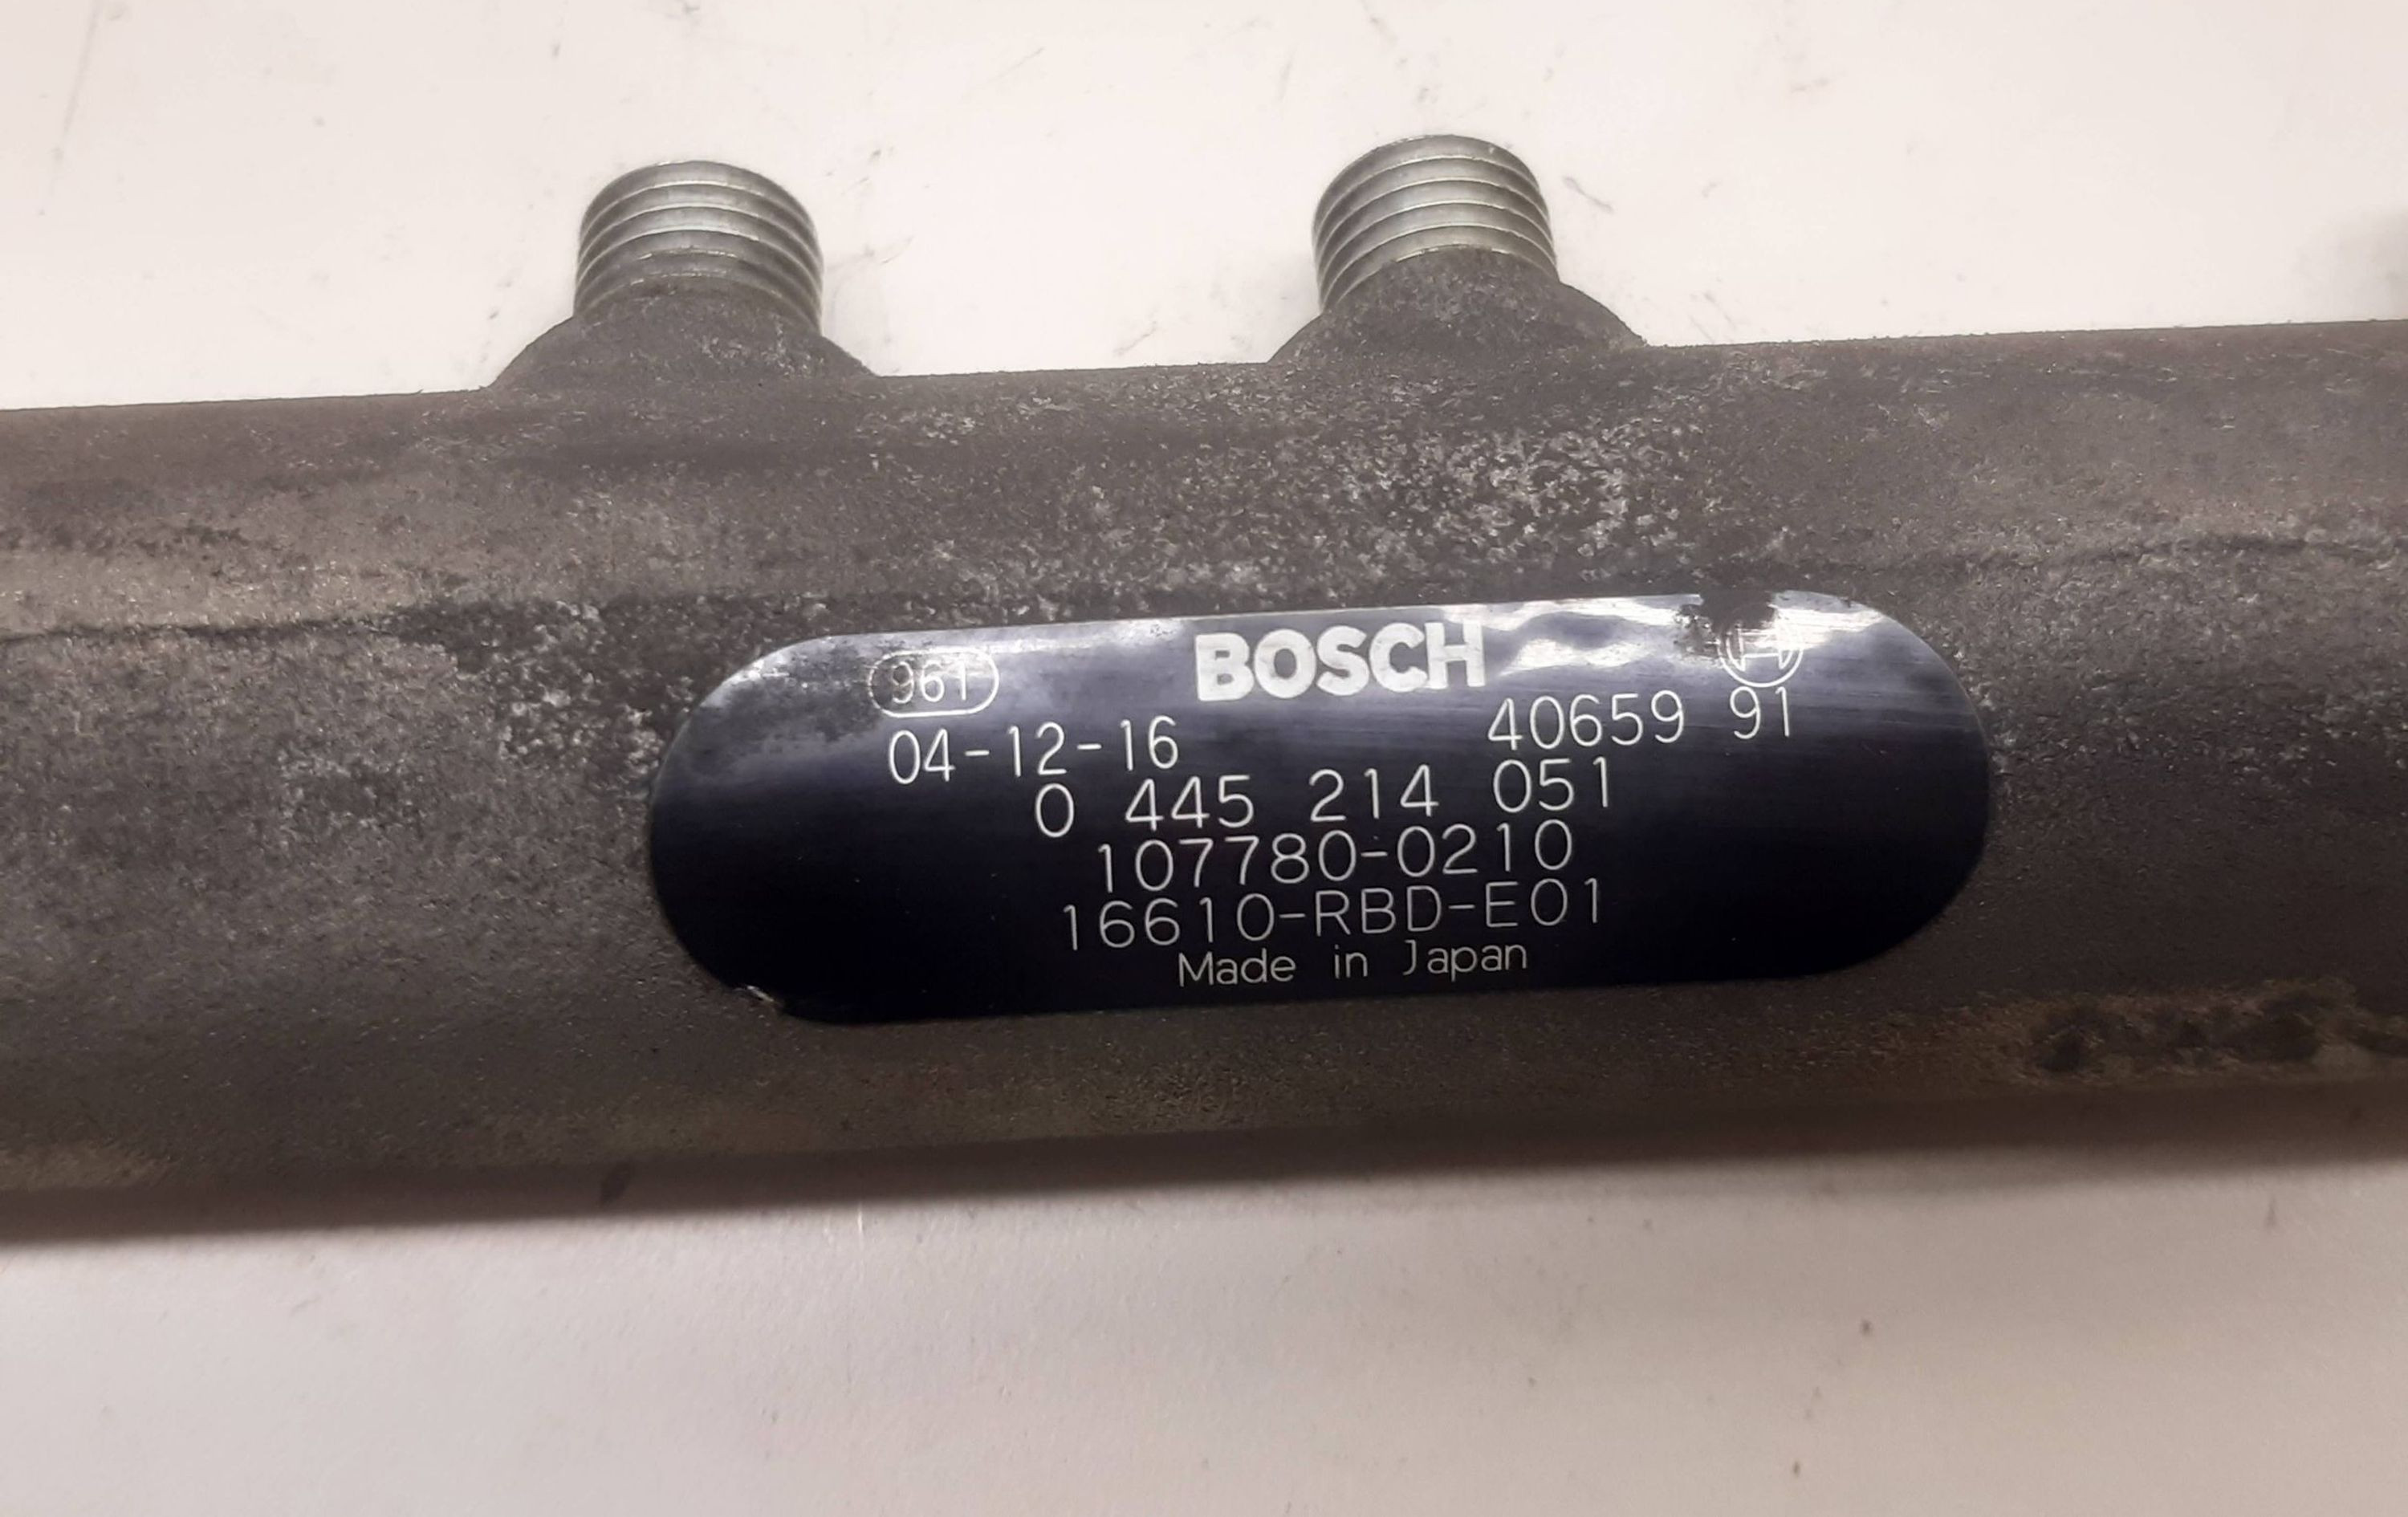 961 BOSCH
04-12-16 40659 91
0 445 214 051
107780-0210
16610-RBD-E01
Made in Japan